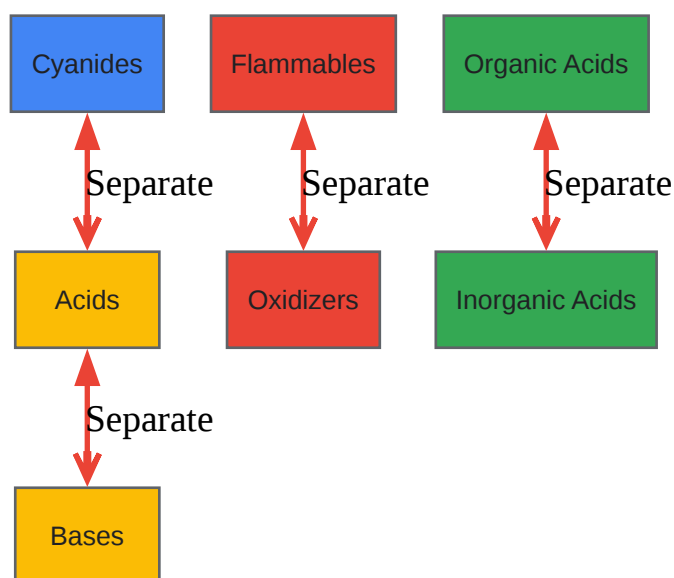 Cyanides
Flammables
Organic Acids
Separate
Separate
Separate
Acids
Oxidizers
Inorganic Acids
Separate
Bases